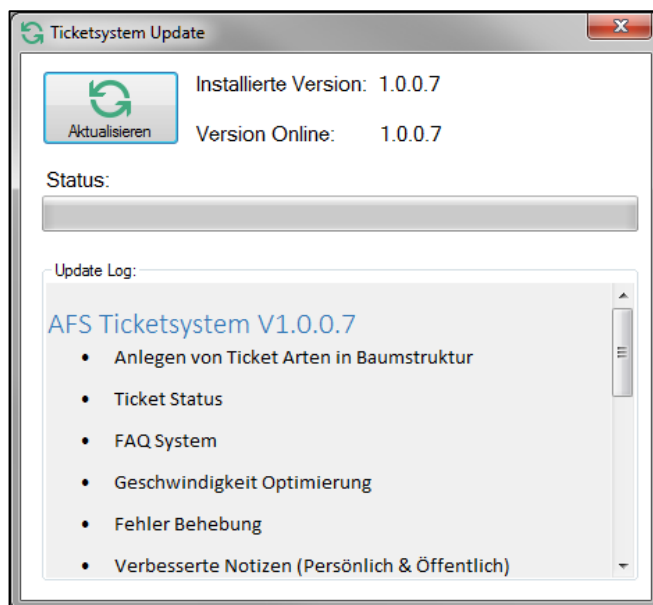 Ticketsystem Update
Aktualisieren
Installierte Version: 1.0.0.7
Version Online: 1.0.0.7
Status:
Update Log:
AFS Ticketsystem V1.0.0.7
• Anlegen von Ticket Arten in Baumstruktur
• Ticket Status
• FAQ System
• Geschwindigkeit Optimierung
• Fehler Behebung
• Verbesserte Notizen (Persönlich & Öffentlich)